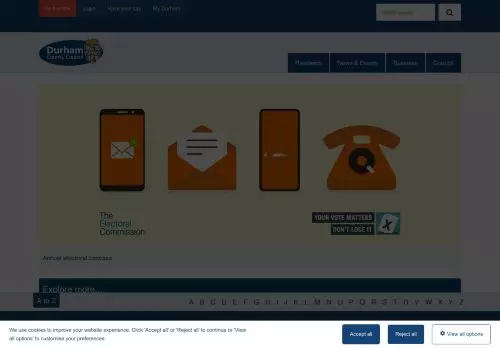 Login
Have your say
My Durham
Durham
County Council
Residents
News & Events
Business
Council
The
Electoral
Commission
YOUR VOTE MATTERS
DON'T LOSE IT
Annual electoral canvass
Explore more...
A to Z
A B C D E F G H I J K L M N O P Q R S T U V W X Y Z
We use cookies to improve your website experience. Click 'Accept all' or 'Reject all' to continue or 'View
all options' to customise your preferences.
Accept all
Reject all
View all options